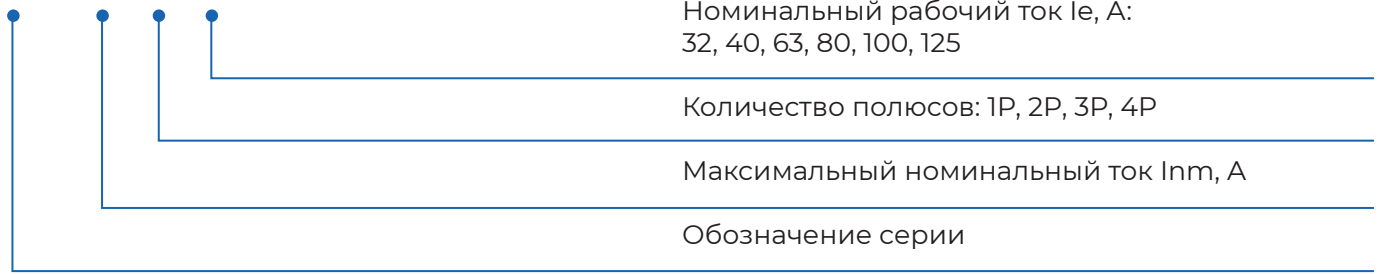 Номинальный рабочий ток Ie, А:
32, 40, 63, 80, 100, 125
Количество полюсов: 1P, 2P, 3P, 4P
Максимальный номинальный ток Inm, А
Обозначение серии